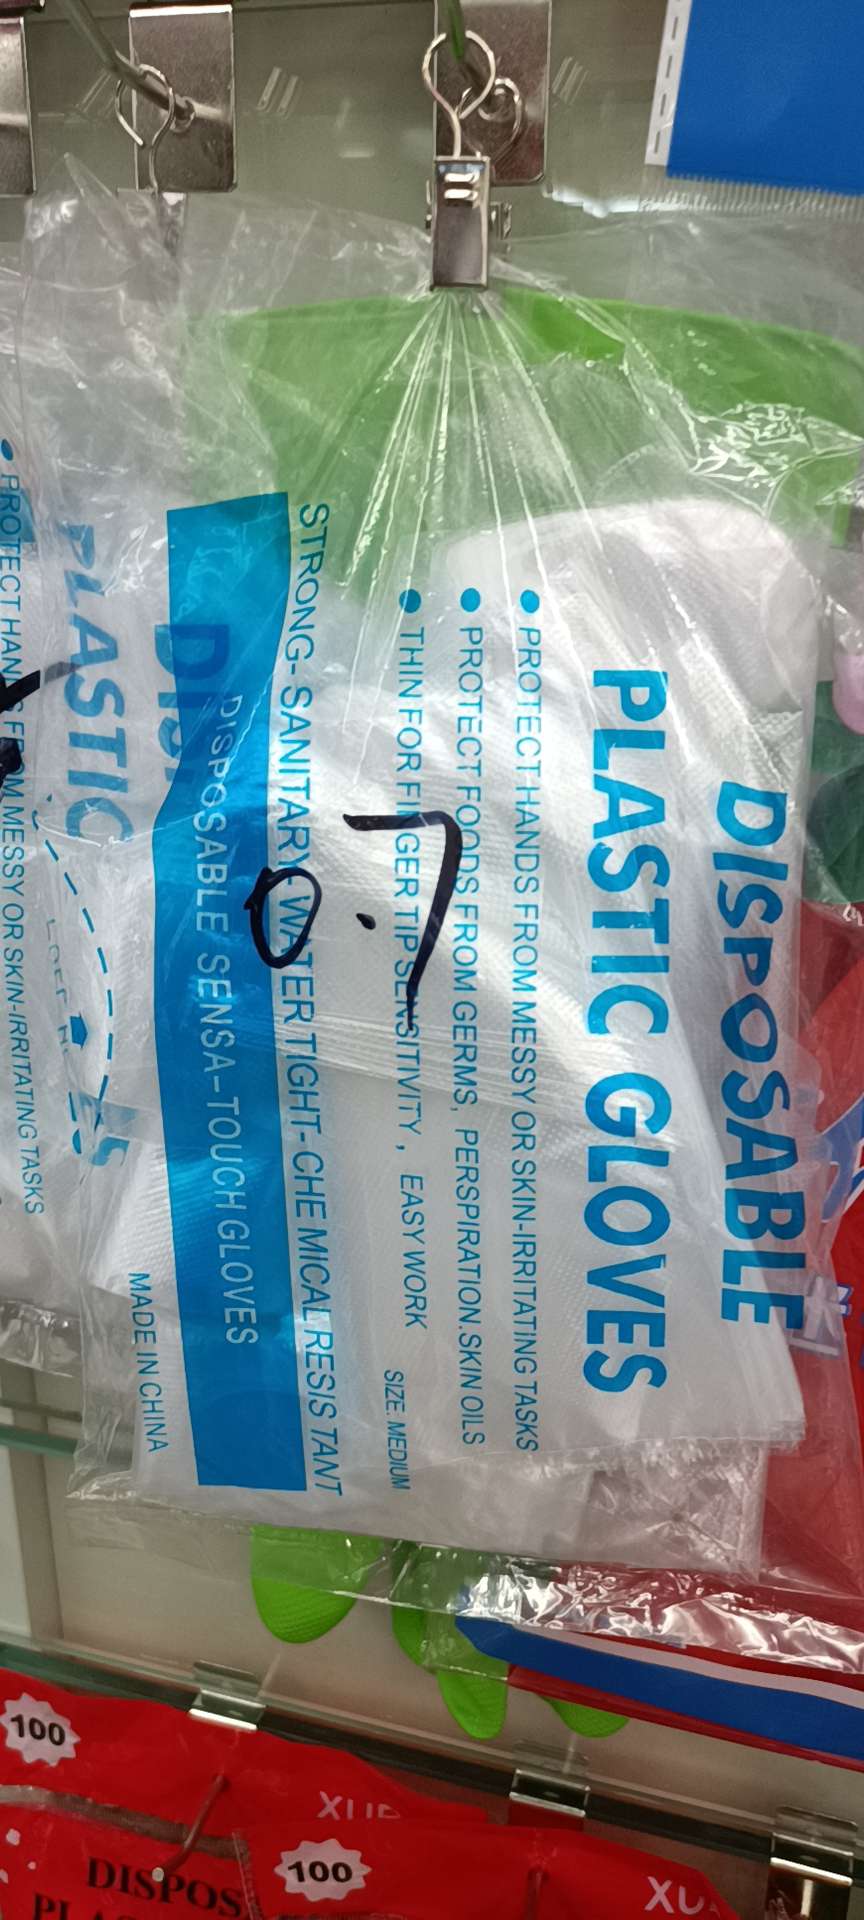 DISPOSABLE
PLASTIC GLOVES
● PROTECT HANDS FROM MESSY OR SKIN-IRRITATING TASKS
● PROTECT FOODS FROM GERMS, PERSPIRATION.SKIN OILS
● THIN FOR FINGER TIP SENSITIVITY, EASY WORK
SIZE: MEDIUM
STRONG- SANITARY- WATER TIGHT- CHE MICAL RESIS TANT
DISPOSABLE SENSA-TOUCH GLOVES
MADE IN CHINA
PLASTIC
● PROTECT HANDS FROM MESSY OR SKIN-IRRITATING TASKS
100
DISPOS
100